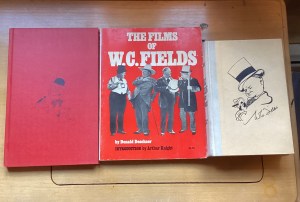 THE FILMS
OF
W.C. FIELDS
by Donald Deschner
INTRODUCTION by Arthur Knight